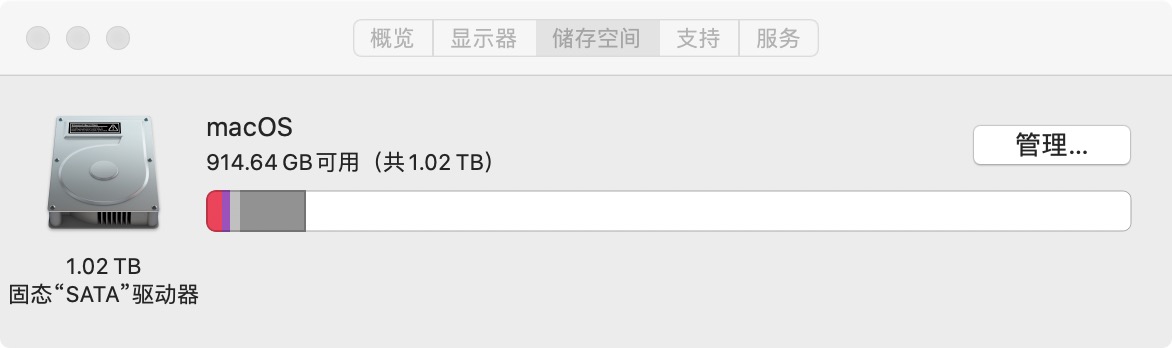 概览 显示器 储存空间 支持 服务
macOS
914.64 GB可用（共1.02 TB）
管理...
1.02 TB
固态“SATA”驱动器